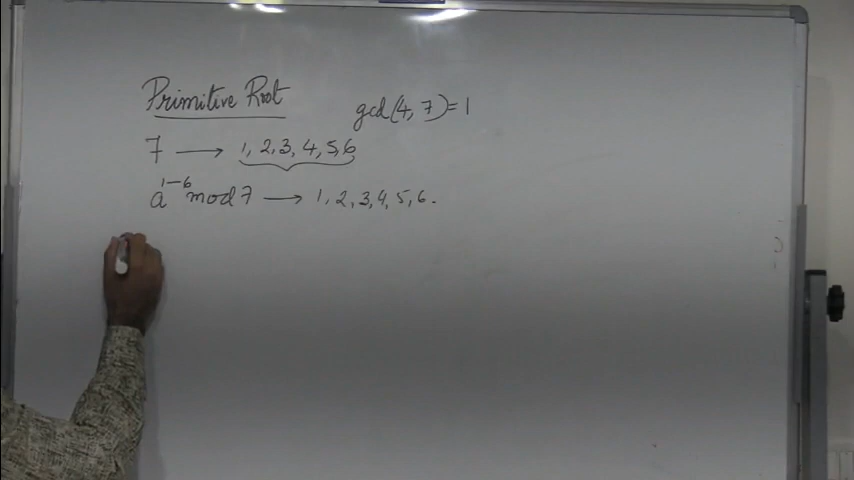 Primitive Root
gcd(4, 7)=1
7 → 1, 2, 3, 4, 5, 6
a^1-6 mod 7 → 1, 2, 3, 4, 5, 6.